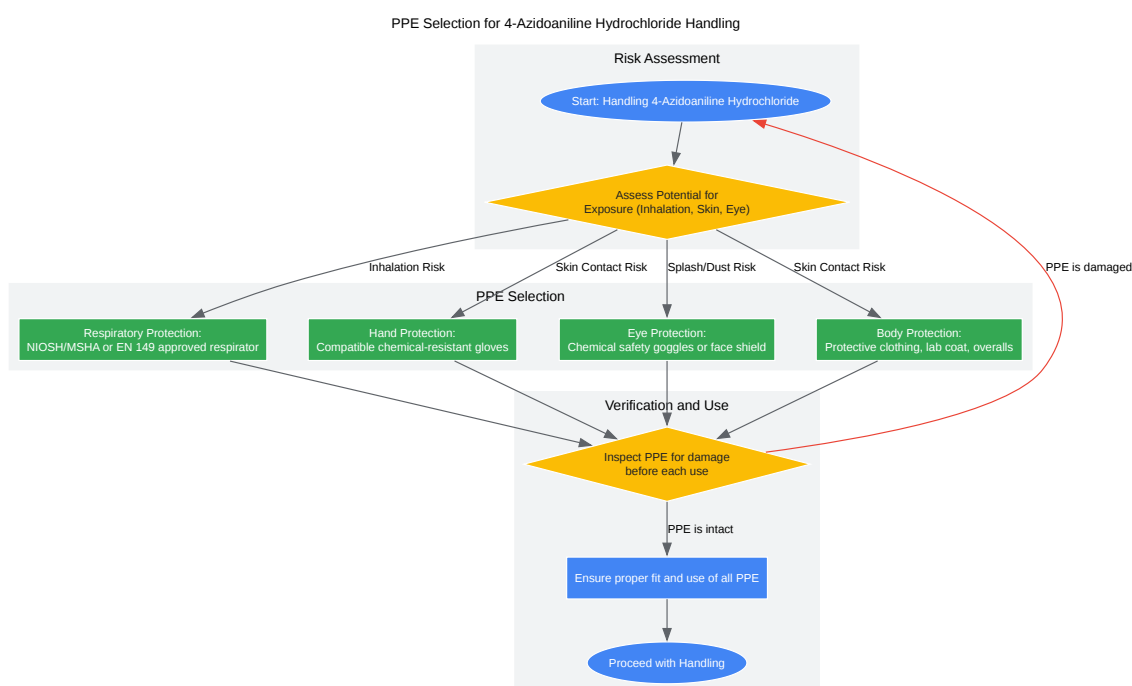 PPE Selection for 4-Azidoaniline Hydrochloride Handling
Risk Assessment
Start: Handling 4-Azidoaniline Hydrochloride
Assess Potential for
Exposure (Inhalation, Skin, Eye)
Inhalation Risk
Skin Contact Risk
Splash/Dust Risk
Skin Contact Risk
PPE is damaged
PPE Selection
Respiratory Protection:
NIOSH/MSHA or EN 149 approved respirator
Hand Protection:
Compatible chemical-resistant gloves
Eye Protection:
Chemical safety goggles or face shield
Body Protection:
Protective clothing, lab coat, overalls
Verification and Use
Inspect PPE for damage
before each use
PPE is intact
Ensure proper fit and use of all PPE
Proceed with Handling